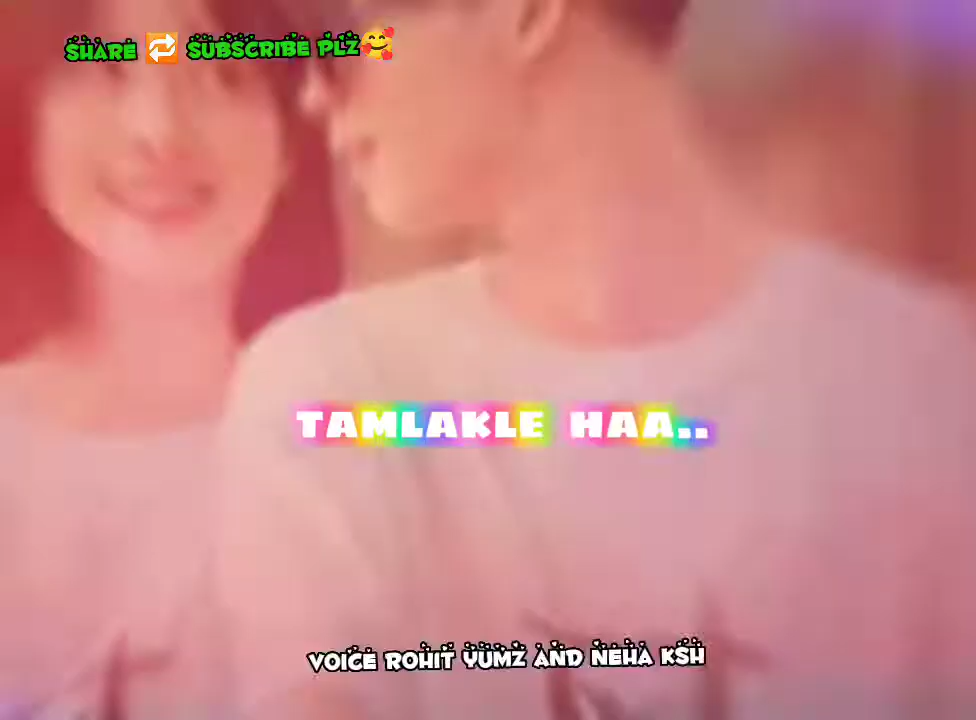 SHARE 🔁 SUBSCRIBE PLZ🥰
TAMLAKLE HAA..
VOICE ROHIT YUMZ AND NEHA KSH